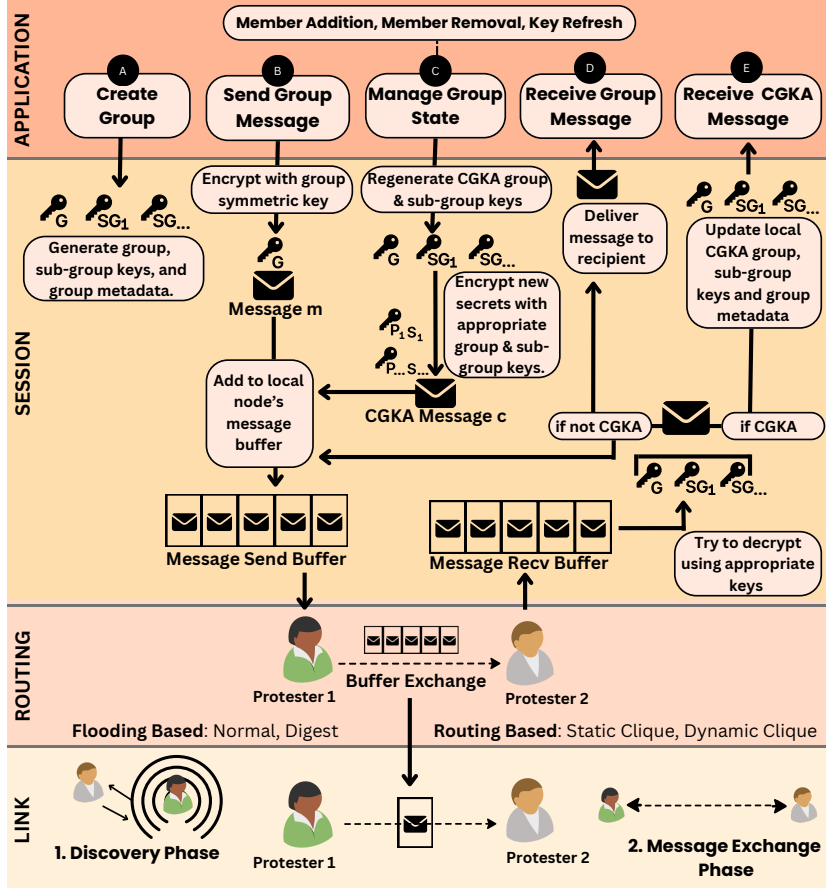 Member Addition, Member Removal, Key Refresh
APPLICATION
A
Create
Group
B
Send Group
Message
C
Manage Group
State
D
Receive Group
Message
E
Receive CGKA
Message
SESSION
G
SG1
SG...
Generate group,
sub-group keys, and
group metadata.
Encrypt with group
symmetric key
G
Message m
Regenerate CGKA group
& sub-group keys
G
SG1
SG...
Encrypt new
secrets with
appropriate
group & sub-
group keys.
P1S1
P...S...
CGKA Message c
Deliver
message to
recipient
G
SG1
SG...
Update local
CGKA group,
sub-group
keys and group
metadata
Add to local
node's
message
buffer
if not CGKA
if CGKA
G
SG1
SG...
Message Send Buffer
Message Recv Buffer
Try to decrypt
using appropriate
keys
ROUTING
Protester 1
Buffer Exchange
Protester 2
Flooding Based: Normal, Digest
Routing Based: Static Clique, Dynamic Clique
LINK
1. Discovery Phase
Protester 1
Protester 2
2. Message Exchange
Phase